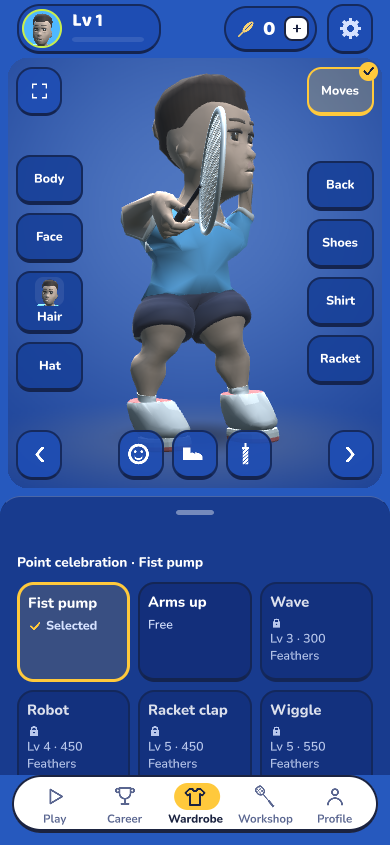 Lv 1
0
+
Moves
Body
Back
Face
Shoes
Hair
Shirt
Hat
Racket
Point celebration · Fist pump
Fist pump
Selected
Arms up
Free
Wave
Lv 3 · 300
Feathers
Robot
Lv 4 · 450
Feathers
Racket clap
Lv 5 · 450
Feathers
Wiggle
Lv 5 · 550
Feathers
Play
Career
Wardrobe
Workshop
Profile